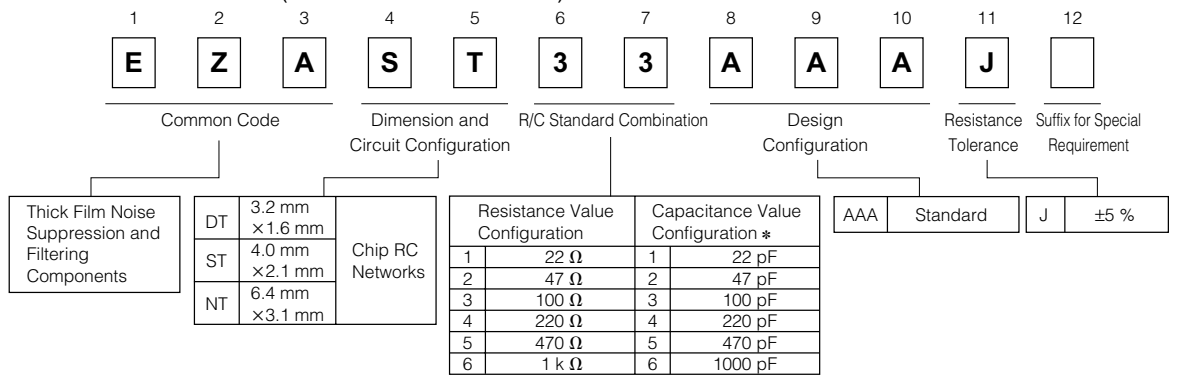 1 2 3 4 5 6 7 8 9 10 11 12
E Z A S T 3 3 A A A J
Common Code
Dimension and
Circuit Configuration
R/C Standard Combination
Design
Configuration
Resistance
Tolerance
Suffix for Special
Requirement
Thick Film Noise
Suppression and
Filtering
Components
DT 3.2 mm
×1.6 mm
ST 4.0 mm
×2.1 mm
NT 6.4 mm
×3.1 mm
Chip RC
Networks
Resistance Value
Configuration
1 22 Ω
2 47 Ω
3 100 Ω
4 220 Ω
5 470 Ω
6 1 k Ω
Capacitance Value
Configuration ∗
1 22 pF
2 47 pF
3 100 pF
4 220 pF
5 470 pF
6 1000 pF
AAA Standard
J ±5 %